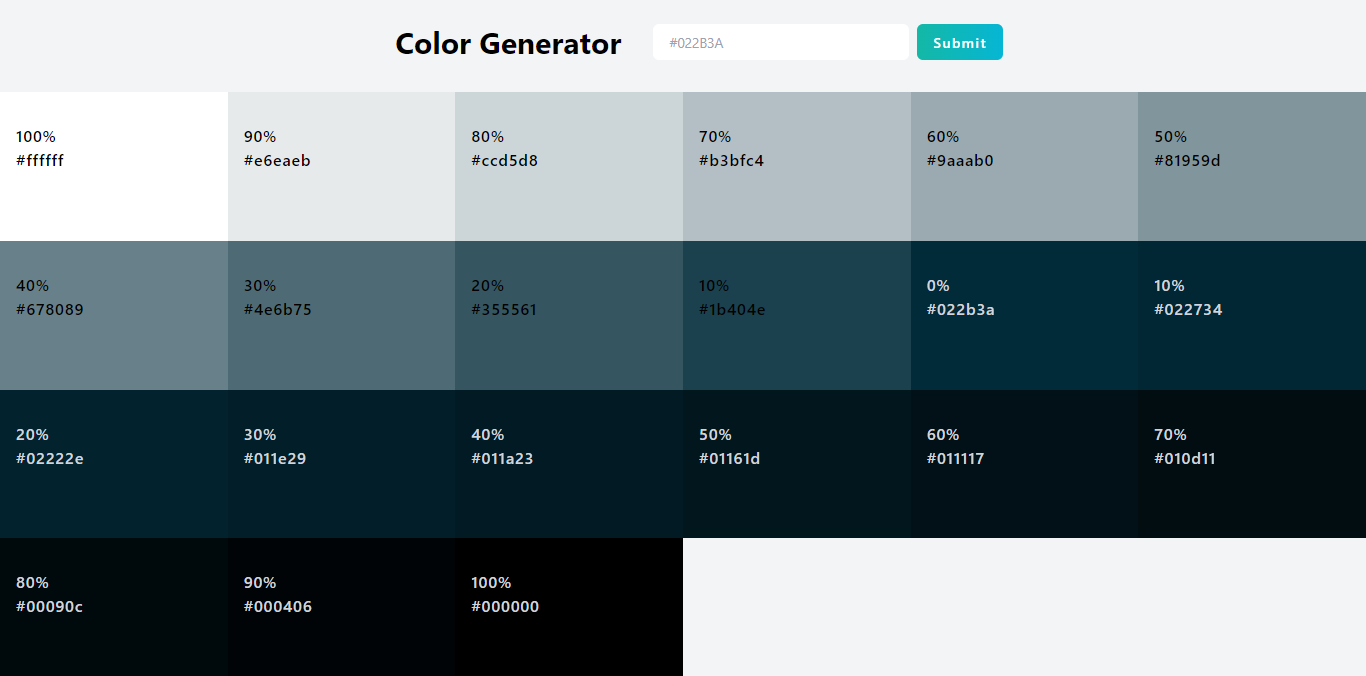 Color Generator
#022B3A
Submit
100%
#ffffff
90%
#e6eaeb
80%
#ccd5d8
70%
#b3bfc4
60%
#9aaab0
50%
#81959d
40%
#678089
30%
#4e6b75
20%
#355561
10%
#1b404e
0%
#022b3a
10%
#022734
20%
#02222e
30%
#011e29
40%
#011a23
50%
#01161d
60%
#011117
70%
#010d11
80%
#00090c
90%
#000406
100%
#000000